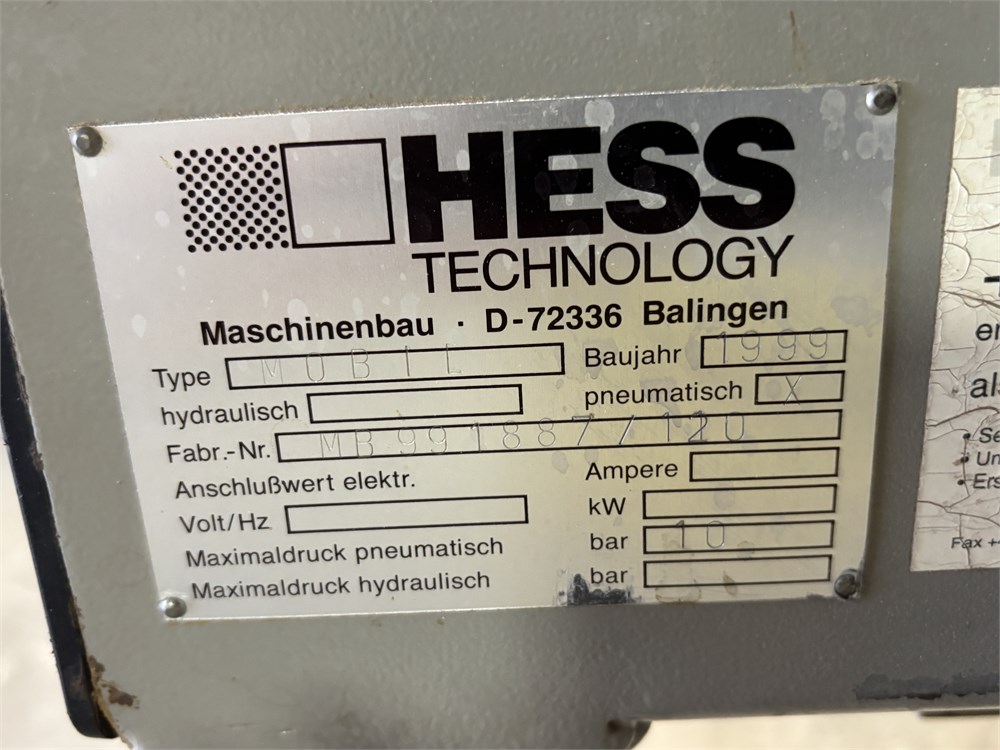 HESS
TECHNOLOGY
Maschinenbau · D-72336 Balingen
Type MOBIL Baujahr 1999
hydraulisch pneumatisch X
Fabr.-Nr. MB 991887/120
Anschlußwert elektr. Ampere
Volt/Hz kW
Maximaldruck pneumatisch bar 10
Maximaldruck hydraulisch bar
Fax